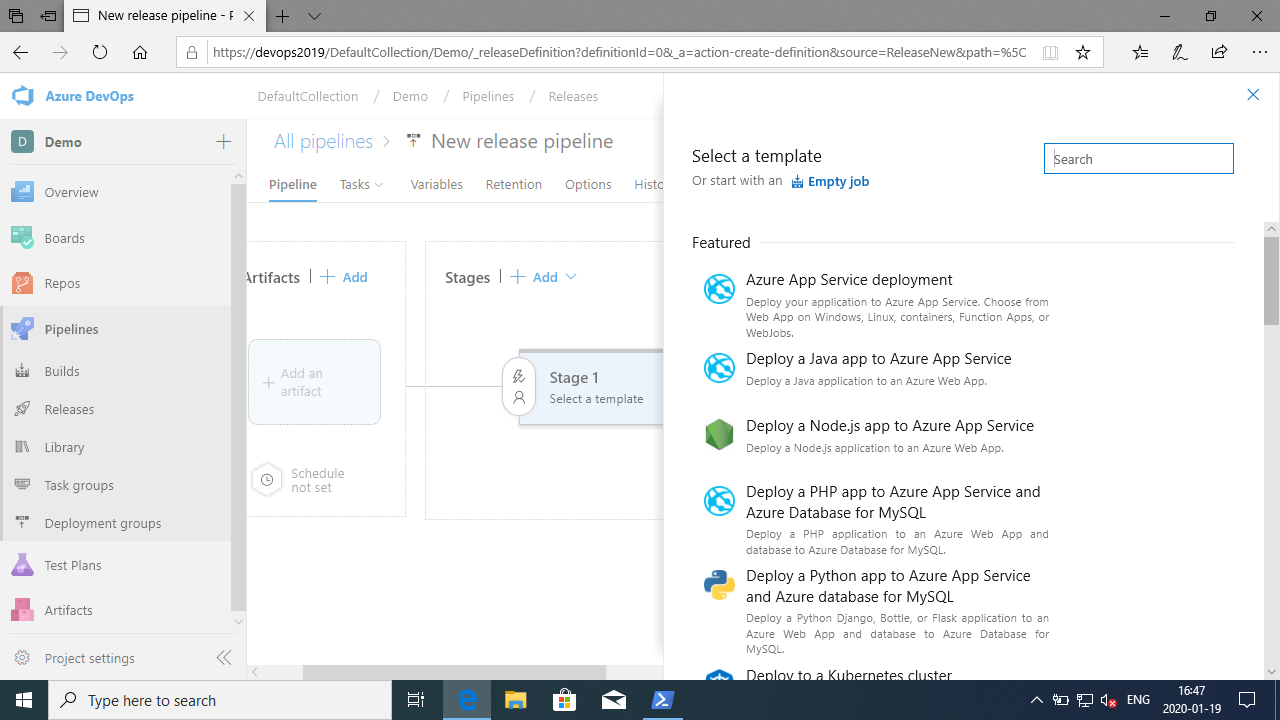 New release pipeline - P
https://devops2019/DefaultCollection/Demo/_releaseDefinition?definitionId=0&_a=action-create-definition&source=ReleaseNew&path=%5C
Azure DevOps
DefaultCollection / Demo / Pipelines / Releases
D Demo
All pipelines > New release pipeline
Pipeline Tasks Variables Retention Options Histo
Overview
Boards
Repos
Pipelines
Builds
Releases
Library
Task groups
Deployment groups
Test Plans
Artifacts
Project settings
Artifacts | + Add
Add an
artifact
Schedule
not set
Stages | + Add
Stage 1
Select a template
Select a template
Search
Or start with an Empty job
Featured
Azure App Service deployment
Deploy your application to Azure App Service. Choose from
Web App on Windows, Linux, containers, Function Apps, or
WebJobs.
Deploy a Java app to Azure App Service
Deploy a Java application to an Azure Web App.
Deploy a Node.js app to Azure App Service
Deploy a Node.js application to an Azure Web App.
Deploy a PHP app to Azure App Service and
Azure Database for MySQL
Deploy a PHP application to an Azure Web App and
database to Azure Database for MySQL.
Deploy a Python app to Azure App Service
and Azure database for MySQL
Deploy a Python Django, Bottle, or Flask application to an
Azure Web App and database to Azure Database for
MySQL.
Deploy to a Kubernetes cluster
Type here to search
ENG
16:47
2020-01-19